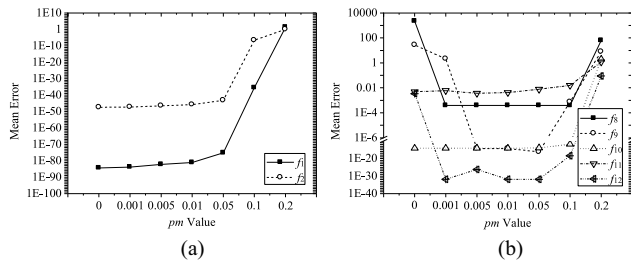 (a)
1E10
1
1E-10
1E-20
1E-30
1E-40
1E-50
1E-60
1E-70
1E-80
1E-90
1E-100
Mean Error
0 0.001 0.005 0.01 0.05 0.1 0.2
pm Value
f1
f2
(a)
(b)
10000
100
1
0.01
1E-4
1E-6
1E-20
1E-30
1E-40
Mean Error
0 0.001 0.005 0.01 0.05 0.1 0.2
pm Value
f8
f9
f10
f11
f12
(b)